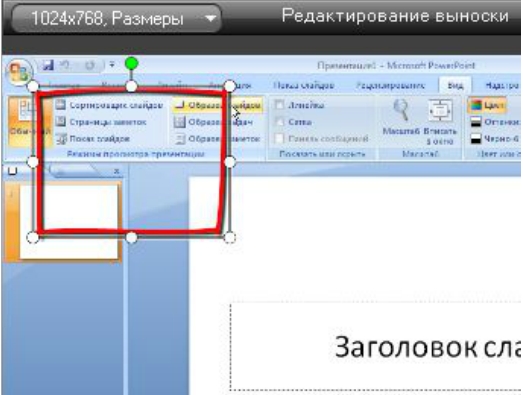 1024x768, Размеры
Редактирование выноски
Презентация1 - Microsoft PowerPoint
Показ слайдов Рецензирование Вид Надстро
Сортировщик слайдов Образец слайдов Линейка Цвет
Обычный Страницы заметок Образец выдач Сетка Масштаб Вписать в окно Оттенки
Показ слайдов Образец заметок Панель сообщений Черно-б
Режимы просмотра презентации Показать или скрыть Масштаб Цвет или о
Заголовок сла